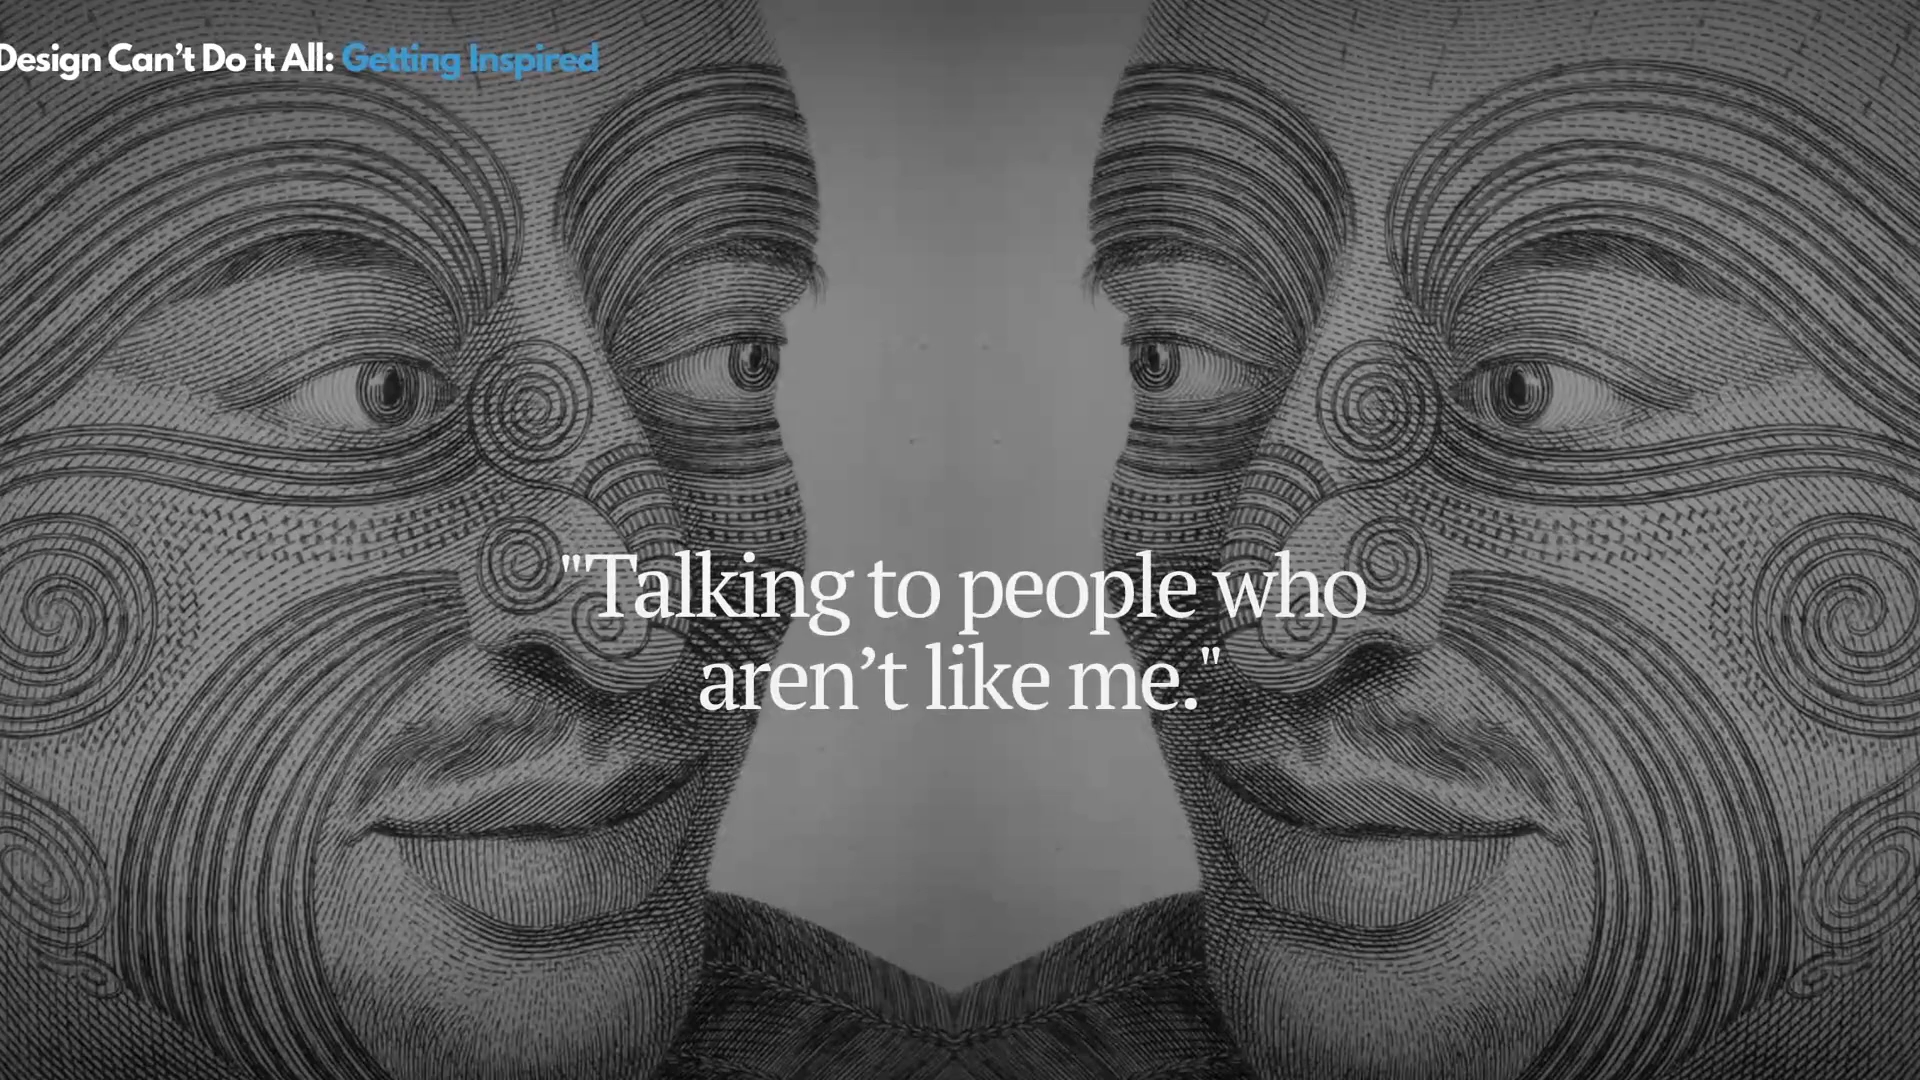 Design Can’t Do it All: Getting Inspired
"Talking to people who
aren’t like me."